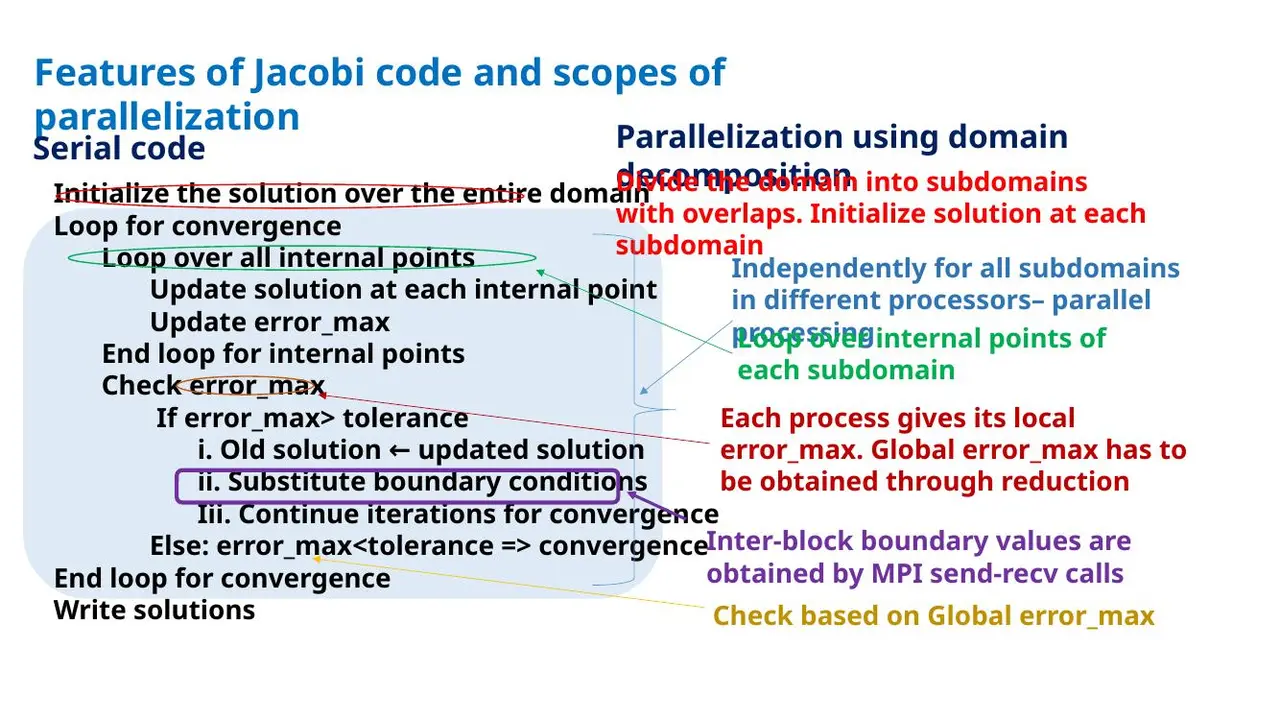 Features of Jacobi code and scopes of
parallelization
Serial code
Initialize the solution over the entire domain
Loop for convergence
Loop over all internal points
Update solution at each internal point
Update error_max
End loop for internal points
Check error_max
If error_max> tolerance
i. Old solution ← updated solution
ii. Substitute boundary conditions
Iii. Continue iterations for convergence
Else: error_max<tolerance => convergence
End loop for convergence
Write solutions
Parallelization using domain
decomposition
Divide the domain into subdomains
with overlaps. Initialize solution at each
subdomain
Independently for all subdomains
in different processors– parallel
processing
Loop over internal points of
each subdomain
Each process gives its local
error_max. Global error_max has to
be obtained through reduction
Inter-block boundary values are
obtained by MPI send-recv calls
Check based on Global error_max